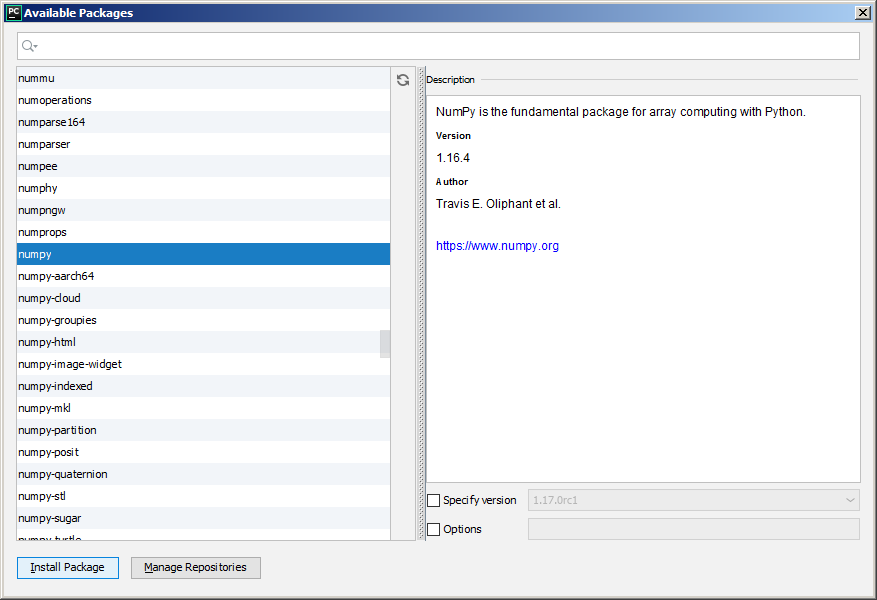 PC Available Packages
nummu
numoperations
numparse164
numparser
numpee
numphy
numpngw
numprops
numpy
numpy-aarch64
numpy-cloud
numpy-groupies
numpy-html
numpy-image-widget
numpy-indexed
numpy-mkl
numpy-partition
numpy-posit
numpy-quaternion
numpy-stl
numpy-sugar
numpy-turtle
Description
NumPy is the fundamental package for array computing with Python.
Version
1.16.4
Author
Travis E. Oliphant et al.
https://www.numpy.org
Specify version 1.17.0rc1
Options
Install Package Manage Repositories